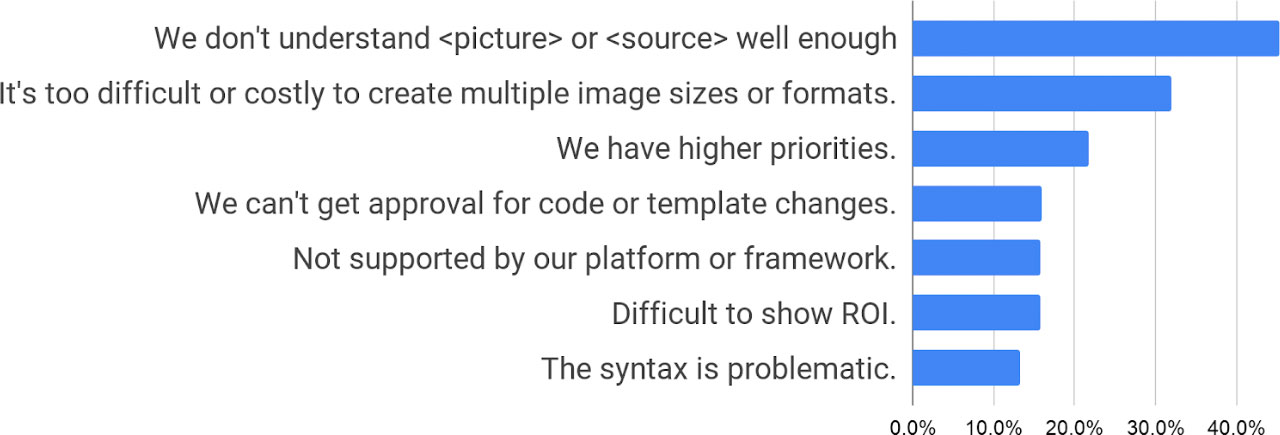 We don't understand <picture> or <source> well enough
It's too difficult or costly to create multiple image sizes or formats.
We have higher priorities.
We can't get approval for code or template changes.
Not supported by our platform or framework.
Difficult to show ROI.
The syntax is problematic.
0.0% 10.0% 20.0% 30.0% 40.0%